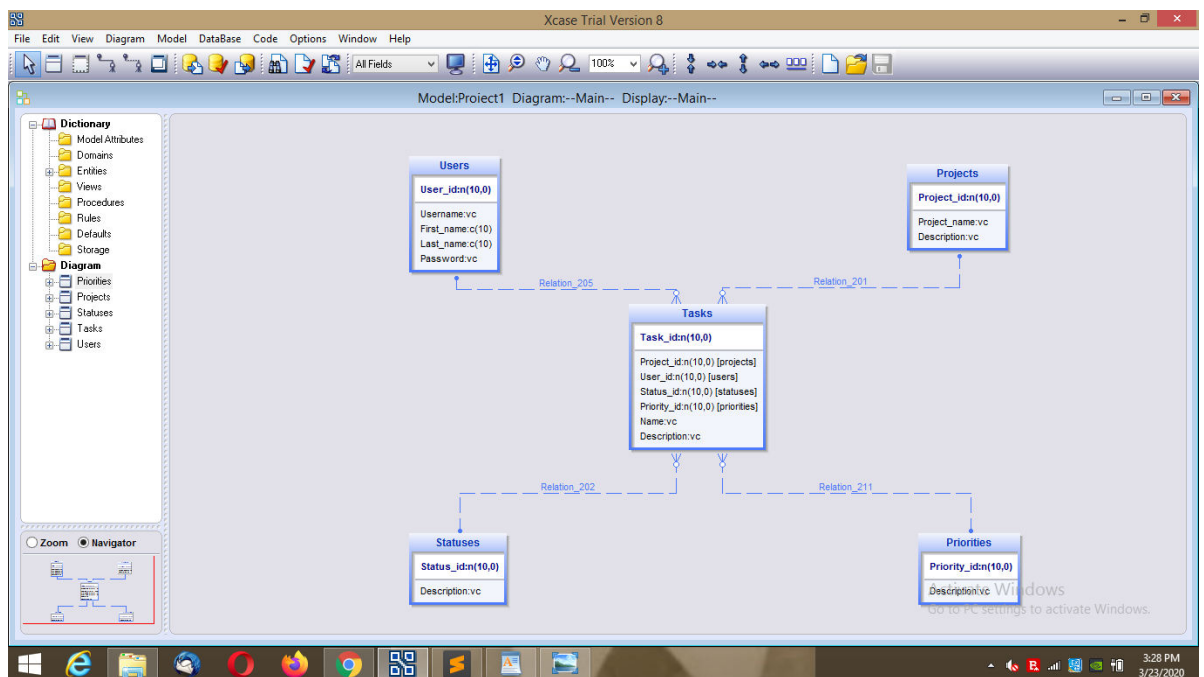 Xcase Trial Version 8
File Edit View Diagram Model DataBase Code Options Window Help
All Fields
100%
Model:Project1 Diagram:--Main-- Display:--Main--
Dictionary
Model Attributes
Domains
Entities
Views
Procedures
Rules
Defaults
Storage
Diagram
Priorities
Projects
Statuses
Tasks
Users
Zoom Navigator
Users
User_id:n(10,0)
Username:vc
First_name:c(10)
Last_name:c(10)
Password:vc
Projects
Project_id:n(10,0)
Project_name:vc
Description:vc
Relation_205
Relation_201
Tasks
Task_id:n(10,0)
Project_id:n(10,0) [projects]
User_id:n(10,0) [users]
Status_id:n(10,0) [statuses]
Priority_id:n(10,0) [priorities]
Name:vc
Description:vc
Relation_202
Relation_211
Statuses
Status_id:n(10,0)
Description:vc
Priorities
Priority_id:n(10,0)
Description:vc
Activate Windows
Go to PC settings to activate Windows.
3:28 PM
3/23/2020